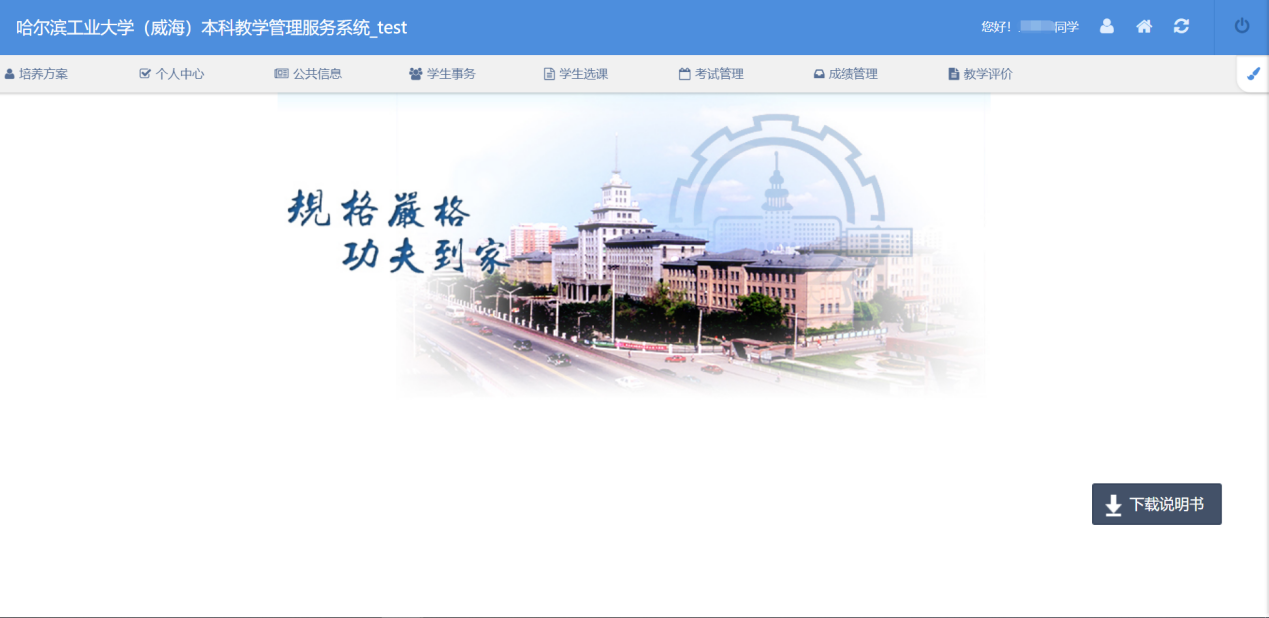 哈尔滨工业大学（威海）本科教学管理服务系统_test
您好！ 同学
培养方案 个人中心 公共信息 学生事务 学生选课 考试管理 成绩管理 教学评价
規格嚴格
功夫到家
下载说明书